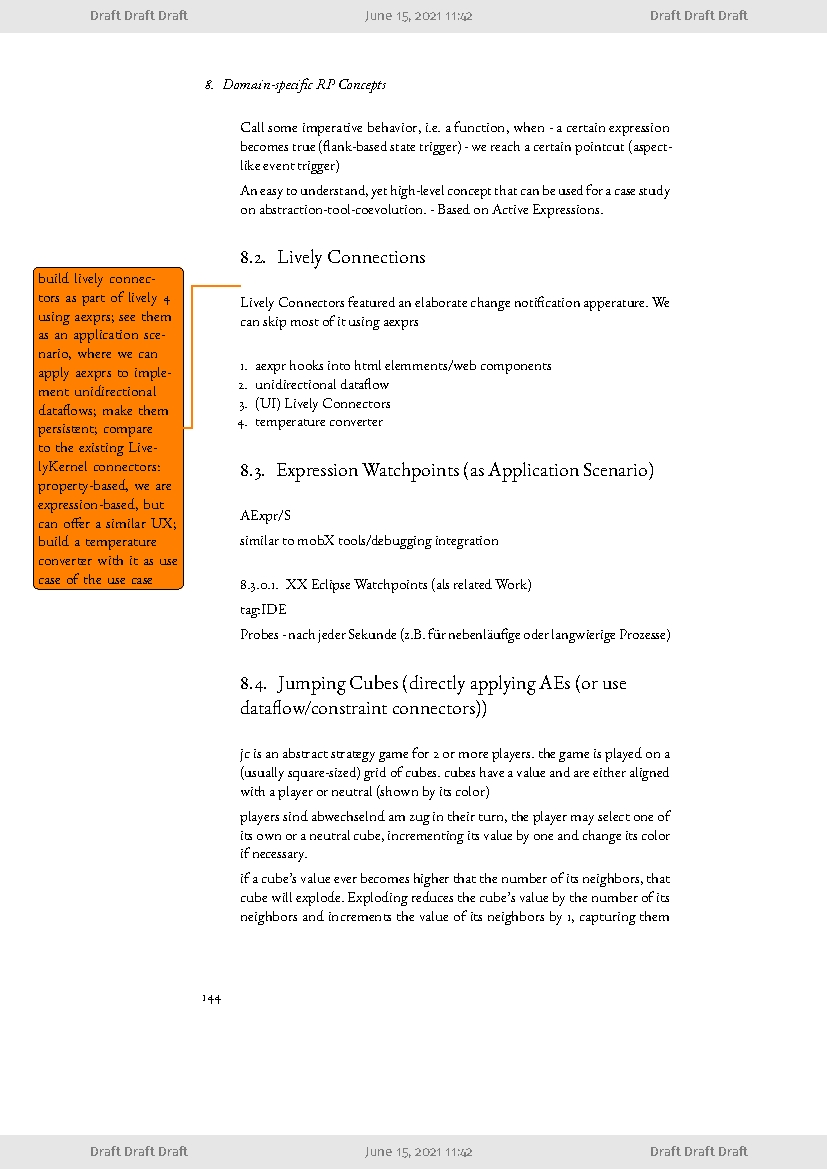 Draft Draft Draft June 15, 2021 11:42 Draft Draft Draft
8. Domain-specific RP Concepts
Call some imperative behavior, i.e. a function, when - a certain expression
becomes true (flank-based state trigger) - we reach a certain pointcut (aspect-
like event trigger)
An easy to understand, yet high-level concept that can be used for a case study
on abstraction-tool-coevolution. - Based on Active Expressions.
8.2. Lively Connections
build lively connec-
tors as part of lively 4
using aexprs; see them
as an application sce-
nario, where we can
apply aexprs to imple-
ment unidirectional
dataflows; make them
persistent; compare
to the existing Live-
lyKernel connectors:
property-based, we are
expression-based, but
can offer a similar UX;
build a temperature
converter with it as use
case of the use case
Lively Connectors featured an elaborate change notification apperature. We
can skip most of it using aexprs
1. aexpr hooks into html elemments/web components
2. unidirectional dataflow
3. (UI) Lively Connectors
4. temperature converter
8.3. Expression Watchpoints (as Application Scenario)
AExpr/S
similar to mobX tools/debugging integration
8.3.0.1. XX Eclipse Watchpoints (als related Work)
tag:IDE
Probes - nach jeder Sekunde (z.B. für nebenläufige oder langwierige Prozesse)
8.4. Jumping Cubes (directly applying AEs (or use
dataflow/constraint connectors))
jc is an abstract strategy game for 2 or more players. the game is played on a
(usually square-sized) grid of cubes. cubes have a value and are either aligned
with a player or neutral (shown by its color)
players sind abwechselnd am zug in their turn, the player may select one of
its own or a neutral cube, incrementing its value by one and change its color
if necessary.
if a cube's value ever becomes higher that the number of its neighbors, that
cube will explode. Exploding reduces the cube's value by the number of its
neighbors and increments the value of its neighbors by 1, capturing them
144
Draft Draft Draft June 15, 2021 11:42 Draft Draft Draft